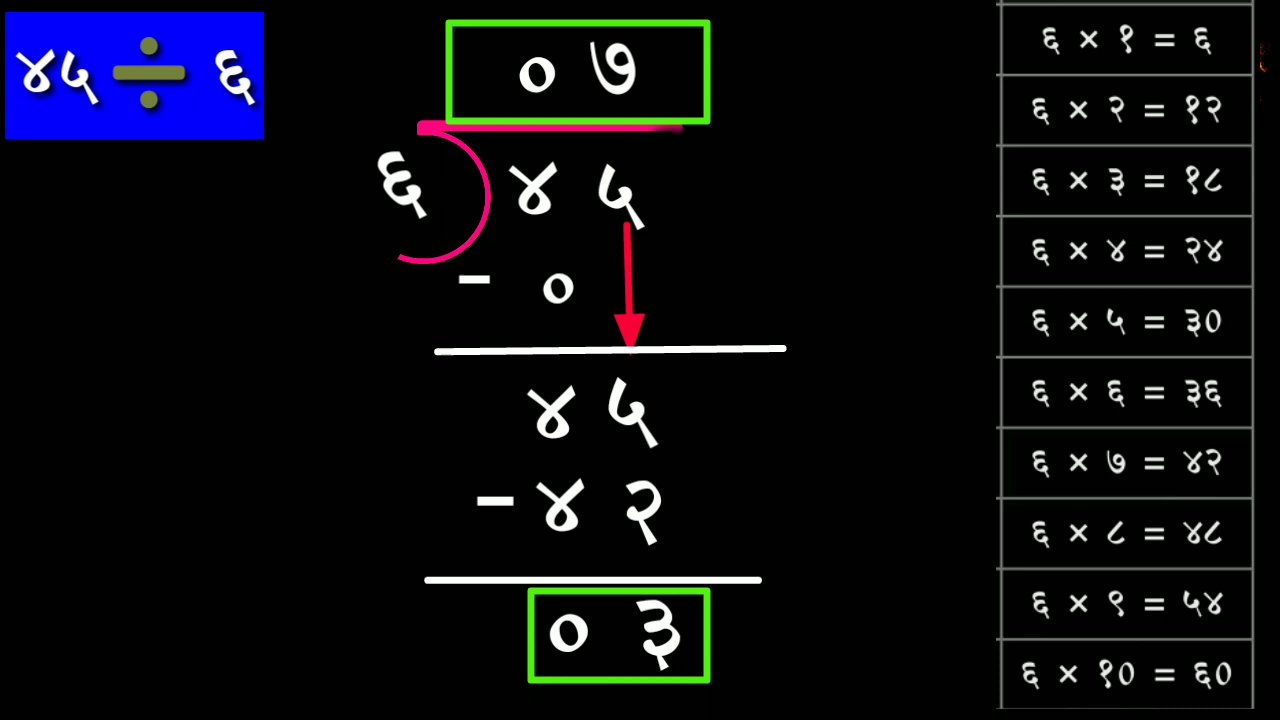 ४५ ÷ ६
० ७
६ ४ ५
- ०
४ ५
- ४ २
० ३
६ × १ = ६
६ × २ = १२
६ × ३ = १८
६ × ४ = २४
६ × ५ = ३०
६ × ६ = ३६
६ × ७ = ४२
६ × ८ = ४८
६ × ९ = ५४
६ × १० = ६०